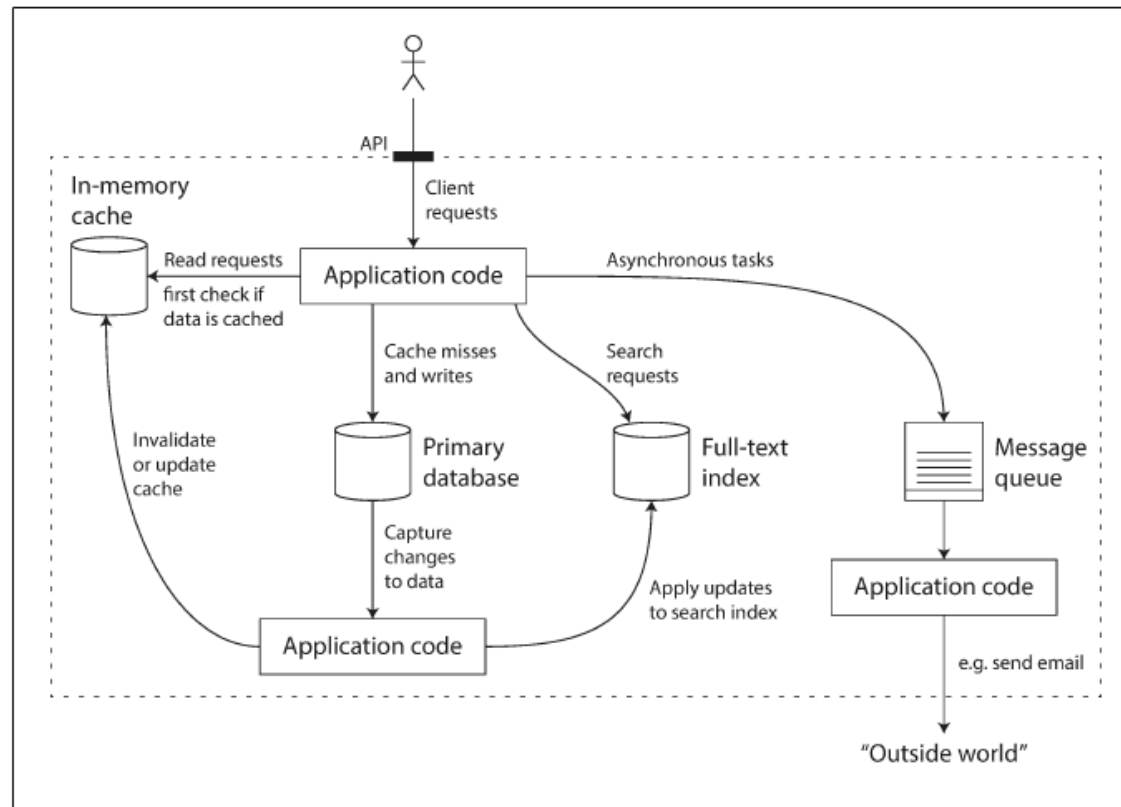 API
Client
requests
In-memory
cache
Read requests
first check if
data is cached
Application code
Asynchronous tasks
Cache misses
and writes
Search
requests
Invalidate
or update
cache
Primary
database
Full-text
index
Message
queue
Capture
changes
to data
Apply updates
to search index
Application code
Application code
e.g. send email
“Outside world”